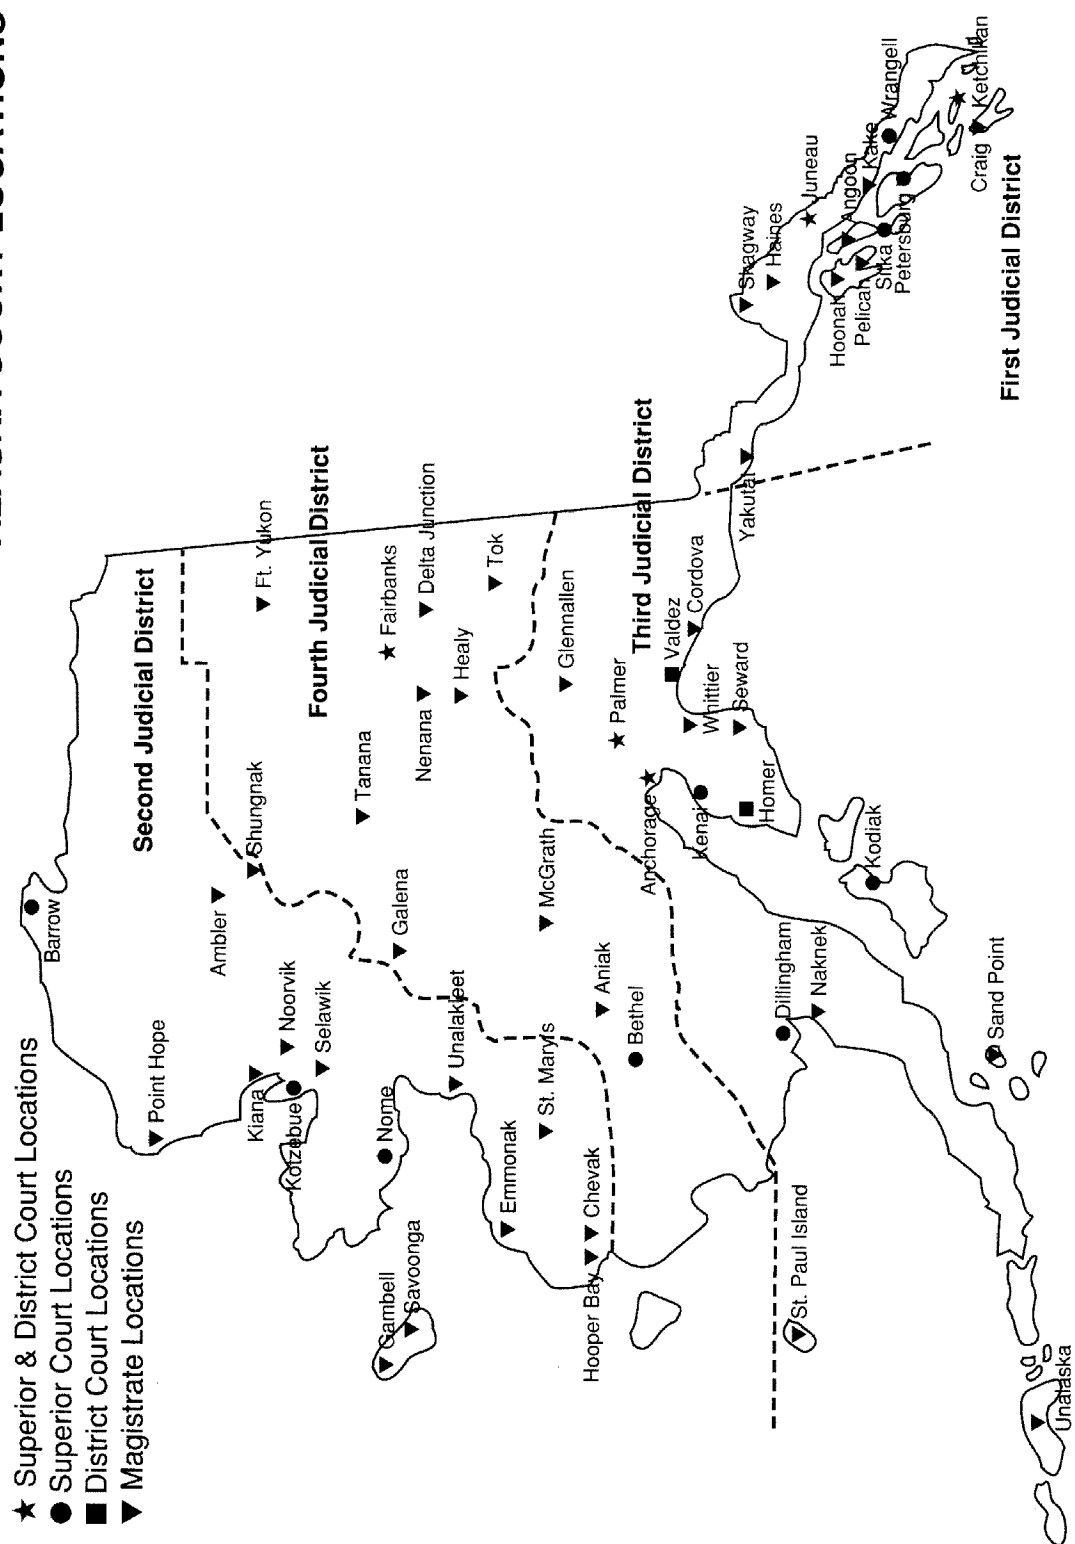 ALASKA COURT LOCATIONS
★ Superior & District Court Locations
● Superior Court Locations
■ District Court Locations
▼ Magistrate Locations
Barrow
Point Hope
Second Judicial District
Ambler
Shungnak
Kiana
Ft. Yukon
Noorvik
Kotzebue
Selawik
Fourth Judicial District
Tanana
Nome
Gambell
Fairbanks
Galena
Savoonga
Nenana
Delta Junction
Unalakleet
Healy
Tok
Emmonak
St. Mary's
McGrath
Glennallen
Hooper Bay
Chevak
Aniak
Palmer
Bethel
Third Judicial District
Anchorage
Valdez
Cordova
Kenai
Whittier
Seward
Yakutat
Skagway
Homer
Haines
Dillingham
St. Paul Island
Juneau
Naknek
Hoonah
Angoon
Pelican
Kake
Kodiak
Sitka
Wrangell
Petersburg
Craig
Ketchikan
Sand Point
First Judicial District
Unalaska